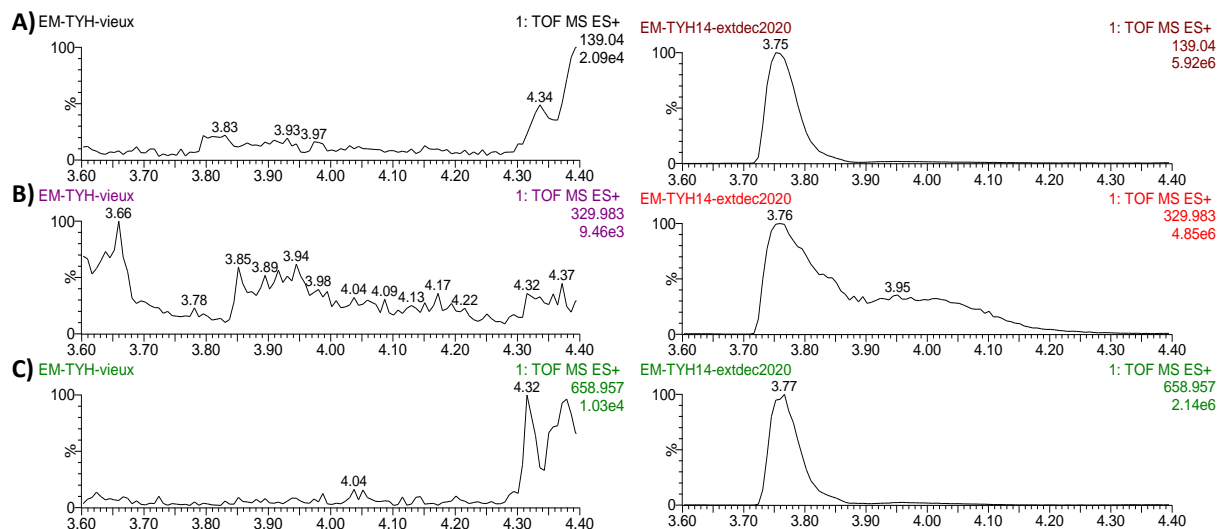 A) EM-TYH-vieux
1: TOF MS ES+
139.04
2.09e4
100
%
0
3.83
3.93
3.97
4.34
3.60 3.70 3.80 3.90 4.00 4.10 4.20 4.30 4.40
EM-TYH14-extdec2020
1: TOF MS ES+
139.04
5.92e6
100
%
0
3.75
3.60 3.70 3.80 3.90 4.00 4.10 4.20 4.30 4.40
B) EM-TYH-vieux
1: TOF MS ES+
329.983
9.46e3
100
%
0
3.66
3.78
3.85
3.89
3.94
3.98
4.04
4.09
4.13
4.17
4.22
4.32
4.37
3.60 3.70 3.80 3.90 4.00 4.10 4.20 4.30 4.40
EM-TYH14-extdec2020
1: TOF MS ES+
329.983
4.85e6
100
%
0
3.76
3.95
3.60 3.70 3.80 3.90 4.00 4.10 4.20 4.30 4.40
C) EM-TYH-vieux
1: TOF MS ES+
658.957
1.03e4
100
%
0
4.04
4.32
3.60 3.70 3.80 3.90 4.00 4.10 4.20 4.30 4.40
EM-TYH14-extdec2020
1: TOF MS ES+
658.957
2.14e6
100
%
0
3.77
3.60 3.70 3.80 3.90 4.00 4.10 4.20 4.30 4.40